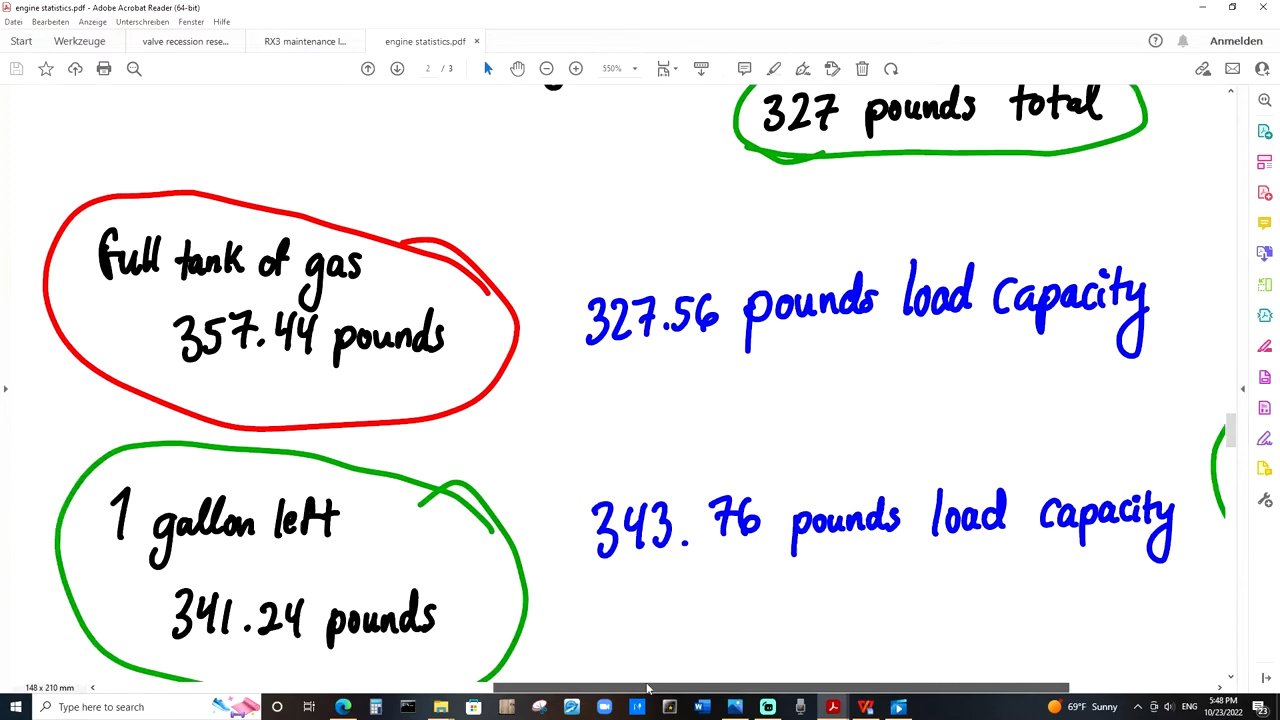 engine statistics.pdf - Adobe Acrobat Reader (64-bit)
Datei Bearbeiten Anzeige Unterschreiben Fenster Hilfe
Start Werkzeuge valve recession rese... RX3 maintenance I... engine statistics.pdf × Anmelden
2 / 3 550%
327 pounds total
full tank of gas
357.44 pounds
327.56 pounds load capacity
1 gallon left
341.24 pounds
343.76 pounds load capacity
148 x 210 mm
Type here to search
69°F Sunny
5:48 PM
10/23/2022
23